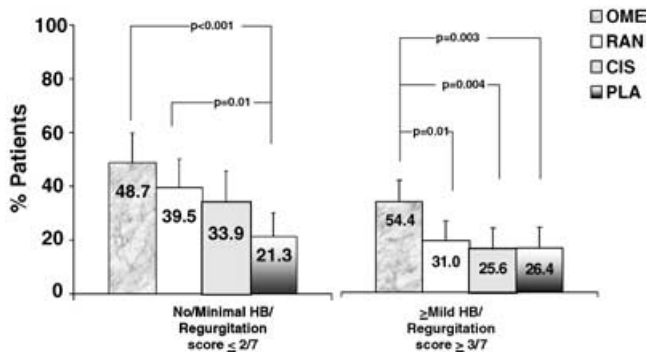 OME
RAN
CIS
PLA
% Patients
100
80
60
40
20
0
p<0.001
p=0.01
48.7
39.5
33.9
21.3
p=0.003
p=0.004
p=0.01
54.4
31.0
25.6
26.4
No/Minimal HB/
Regurgitation
score ≤ 2/7
≥Mild HB/
Regurgitation
score ≥ 3/7